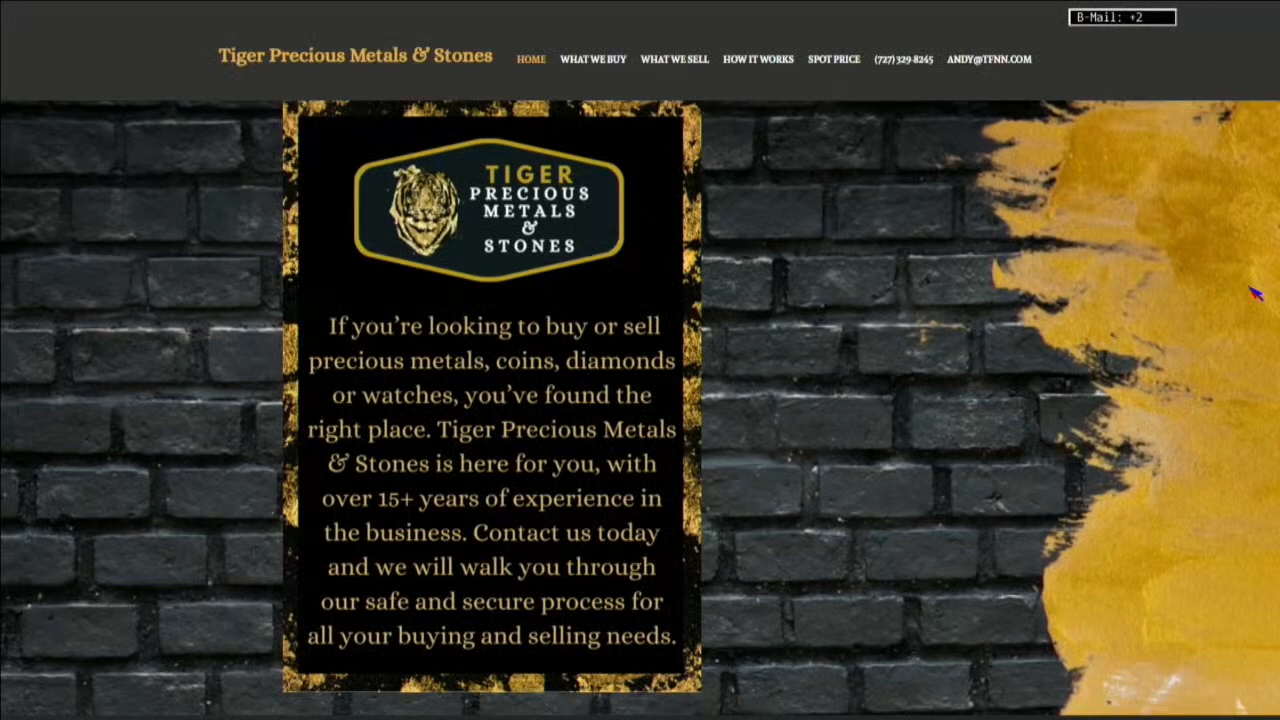 B-Mail: +2
Tiger Precious Metals & Stones HOME WHAT WE BUY WHAT WE SELL HOW IT WORKS SPOT PRICE (727) 329-8245 ANDY@TFNN.COM
TIGER
PRECIOUS
METALS
&
STONES
If you're looking to buy or sell
precious metals, coins, diamonds
or watches, you've found the
right place. Tiger Precious Metals
& Stones is here for you, with
over 15+ years of experience in
the business. Contact us today
and we will walk you through
our safe and secure process for
all your buying and selling needs.